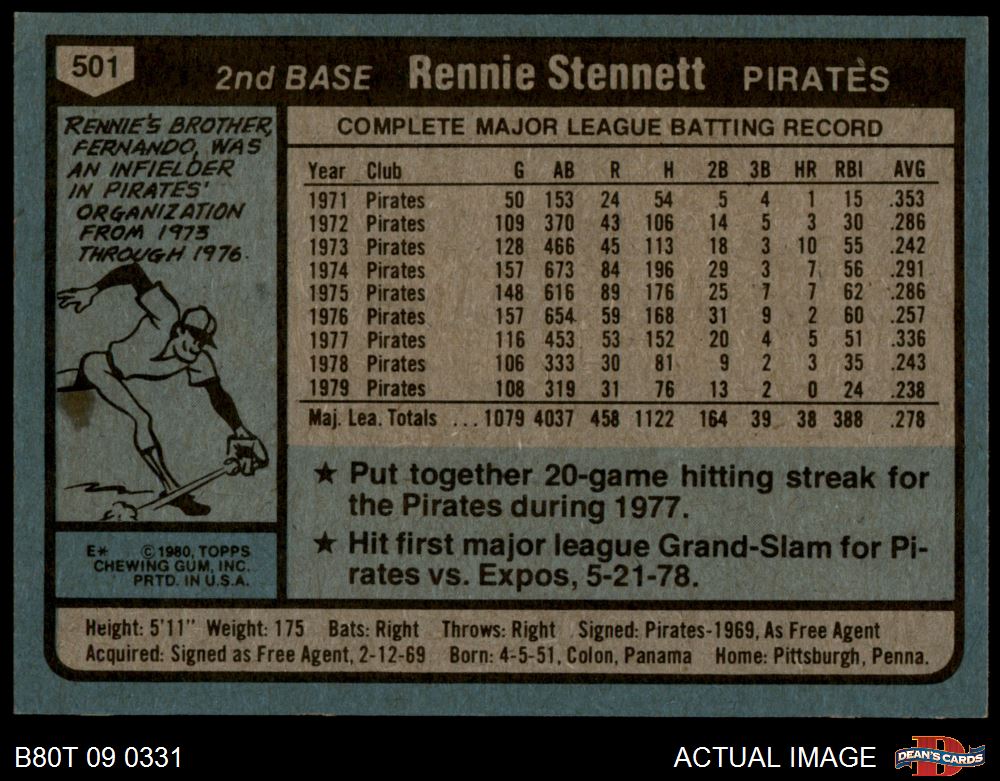 501
2nd BASE Rennie Stennett PIRATES
RENNIE'S BROTHER,
FERNANDO, WAS
AN INFIELDER
IN PIRATES'
ORGANIZATION
FROM 1973
THROUGH 1976.
E* © 1980, TOPPS
CHEWING GUM, INC.
PRTD. IN U.S.A.
COMPLETE MAJOR LEAGUE BATTING RECORD
Year Club G AB R H 2B 3B HR RBI AVG
1971 Pirates 50 153 24 54 5 4 1 15 .353
1972 Pirates 109 370 43 106 14 5 3 30 .286
1973 Pirates 128 466 45 113 18 3 10 55 .242
1974 Pirates 157 673 84 196 29 3 7 56 .291
1975 Pirates 148 616 89 176 25 7 7 62 .286
1976 Pirates 157 654 59 168 31 9 2 60 .257
1977 Pirates 116 453 53 152 20 4 5 51 .336
1978 Pirates 106 333 30 81 9 2 3 35 .243
1979 Pirates 108 319 31 76 13 2 0 24 .238
Maj. Lea. Totals ... 1079 4037 458 1122 164 39 38 388 .278
★ Put together 20-game hitting streak for
the Pirates during 1977.
★ Hit first major league Grand-Slam for Pi-
rates vs. Expos, 5-21-78.
Height: 5'11" Weight: 175 Bats: Right Throws: Right Signed: Pirates-1969, As Free Agent
Acquired: Signed as Free Agent, 2-12-69 Born: 4-5-51, Colon, Panama Home: Pittsburgh, Penna.
B80T 09 0331
ACTUAL IMAGE
D
DEAN'S CARDS